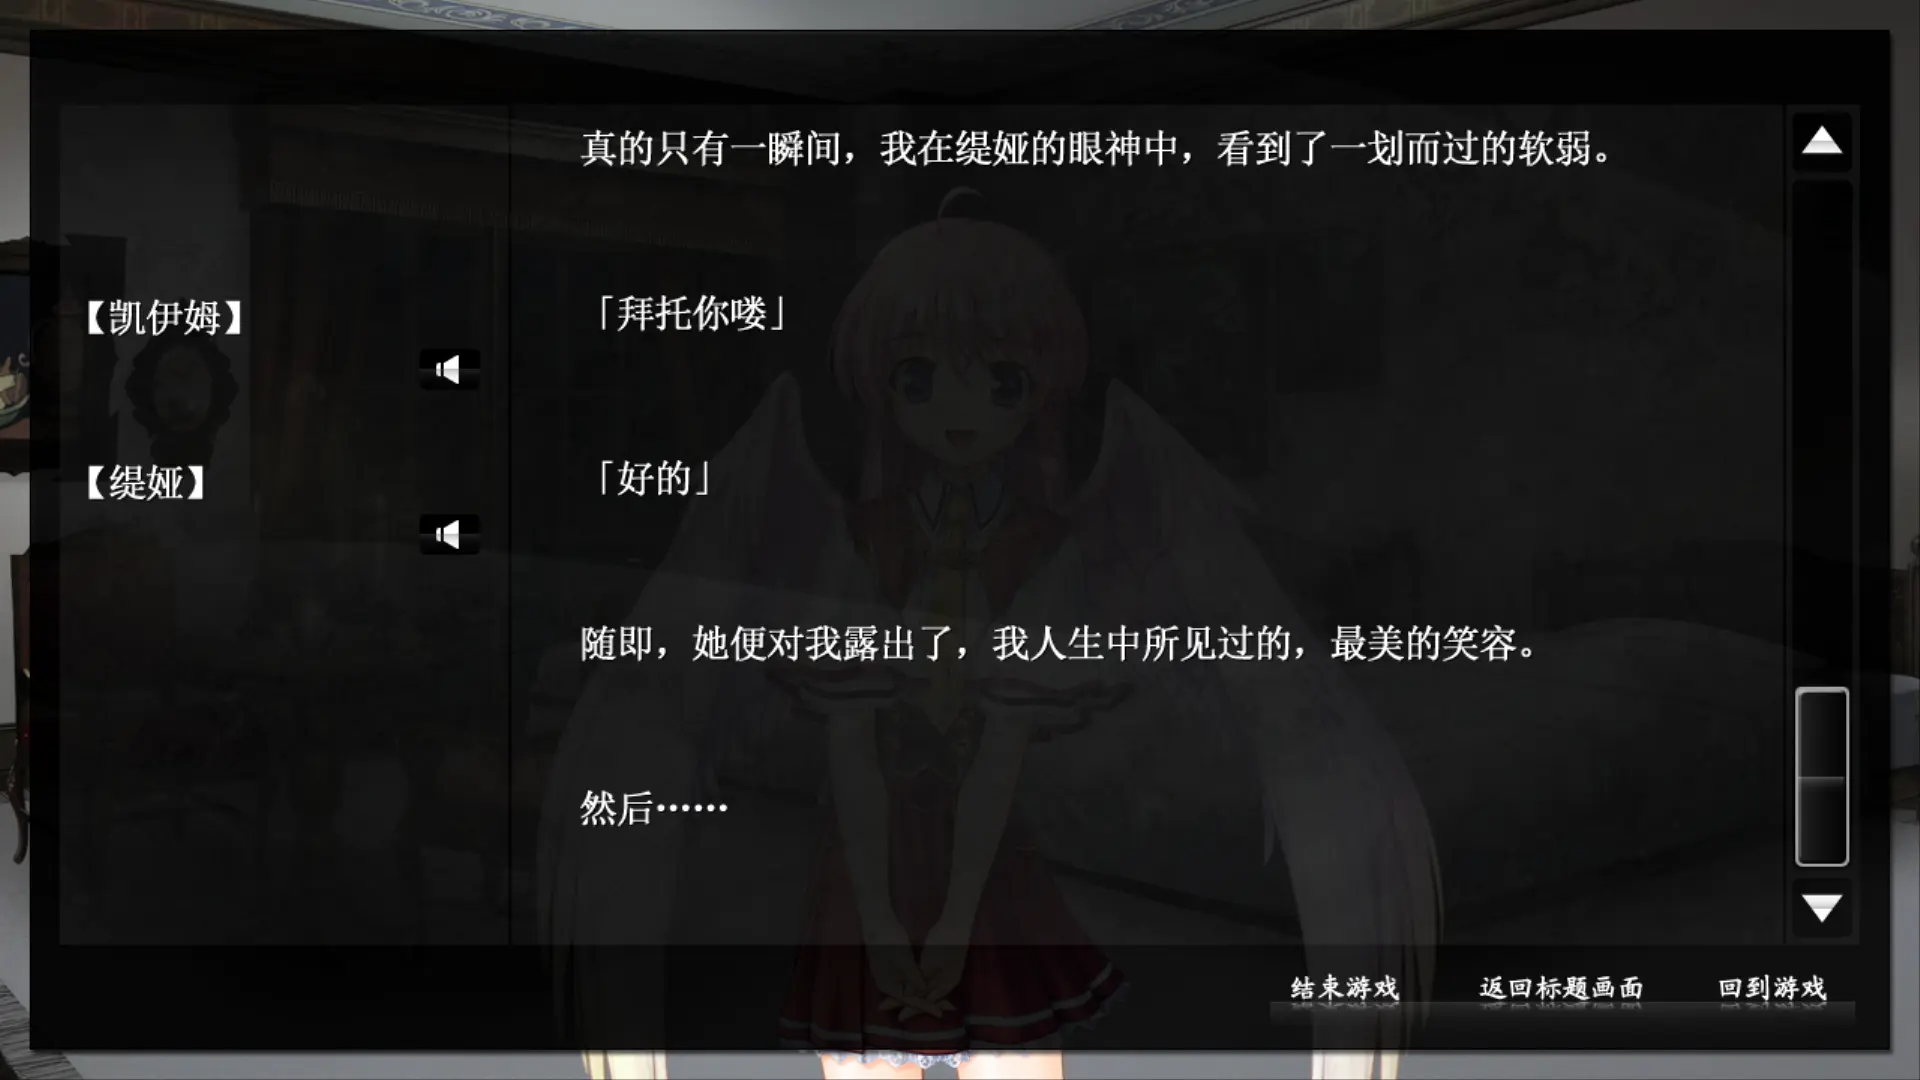 真的只有一瞬间，我在缇娅的眼神中，看到了一划而过的软弱。
【凯伊姆】
「拜托你喽」
【缇娅】
「好的」
随即，她便对我露出了，我人生中所见过的，最美的笑容。
然后……
结束游戏
返回标题画面
回到游戏